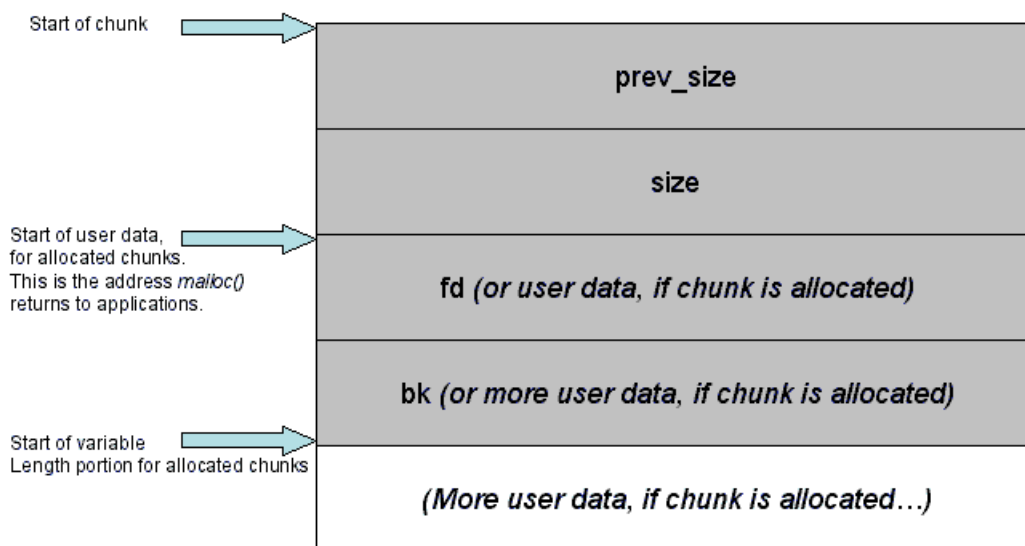 Start of chunk
prev_size
size
Start of user data,
for allocated chunks.
This is the address malloc()
returns to applications.
fd (or user data, if chunk is allocated)
bk (or more user data, if chunk is allocated)
Start of variable
Length portion for allocated chunks
(More user data, if chunk is allocated…)